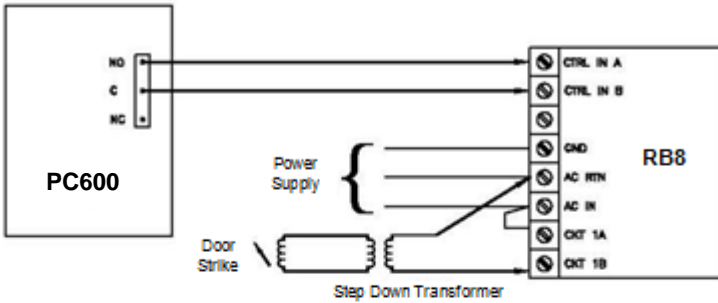 NO
C
NC
PC600
CTRL IN A
CTRL IN B
GND
AC RTN
AC IN
CKT 1A
CKT 1B
RB8
Power
Supply
Door
Strike
Step Down Transformer